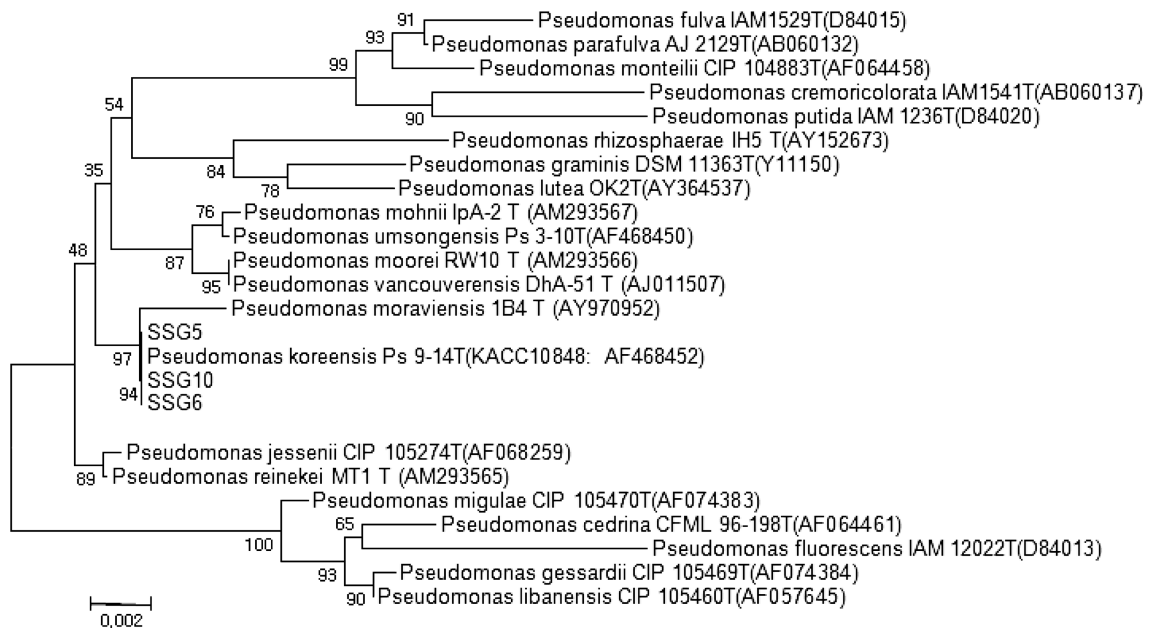 91
Pseudomonas fulva IAM1529T(D84015)
93
Pseudomonas parafulva AJ 2129T(AB060132)
99
Pseudomonas monteilii CIP 104883T(AF064458)
Pseudomonas cremoricolorata IAM1541T(AB060137)
54
90
Pseudomonas putida IAM 1236T(D84020)
Pseudomonas rhizosphaerae IH5 T(AY152673)
84
Pseudomonas graminis DSM 11363T(Y11150)
35
78
Pseudomonas lutea OK2T(AY364537)
76
Pseudomonas mohnii IpA-2 T (AM293567)
Pseudomonas umsongensis Ps 3-10T(AF468450)
48
87
Pseudomonas moorei RW10 T (AM293566)
95
Pseudomonas vancouverensis DhA-51 T (AJ011507)
Pseudomonas moraviensis 1B4 T (AY970952)
SSG5
97
Pseudomonas koreensis Ps 9-14T(KACC10848: AF468452)
SSG10
94
SSG6
Pseudomonas jessenii CIP 105274T(AF068259)
89
Pseudomonas reinekei MT1 T (AM293565)
Pseudomonas migulae CIP 105470T(AF074383)
65
Pseudomonas cedrina CFML 96-198T(AF064461)
100
Pseudomonas fluorescens IAM 12022T(D84013)
93
Pseudomonas gessardii CIP 105469T(AF074384)
90
Pseudomonas libanensis CIP 105460T(AF057645)
0,002